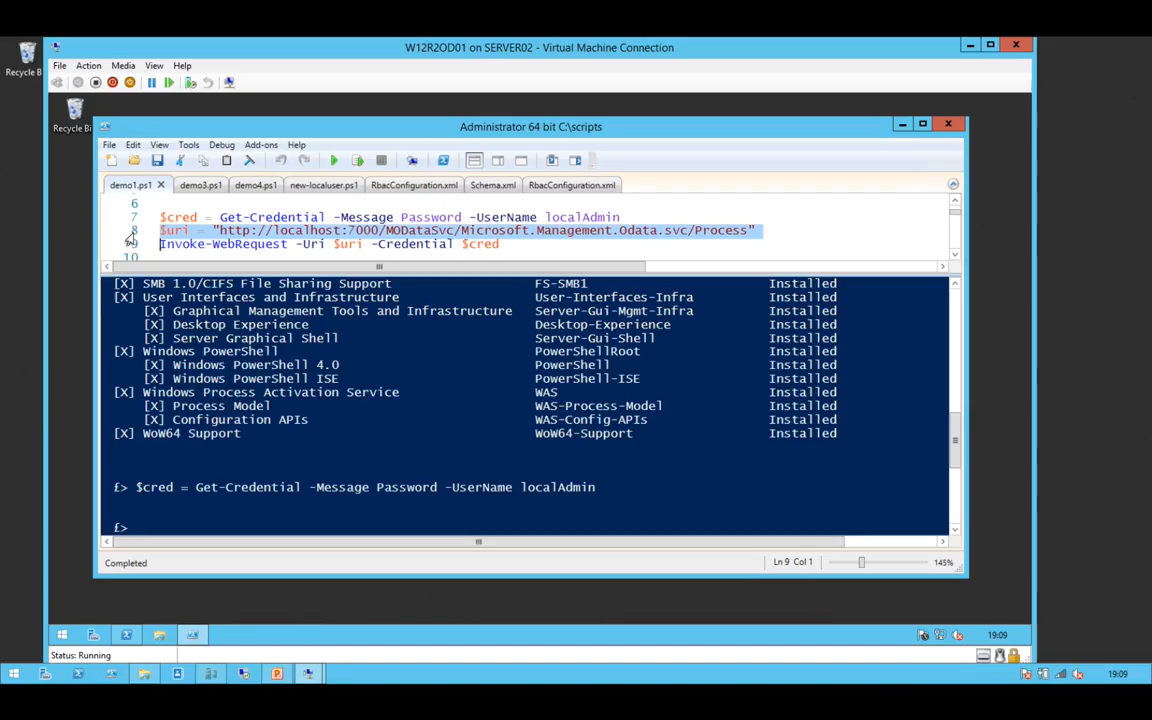 W12R2OD01 on SERVER02 - Virtual Machine Connection
Recycle B
File Action Media View Help
Recycle Bi
Administrator 64 bit C:\scripts
File Edit View Tools Debug Add-ons Help
demo1.ps1 demo3.ps1 demo4.ps1 new-localuser.ps1 RbacConfiguration.xml Schema.xml RbacConfiguration.xml
6
7 $cred = Get-Credential -Message Password -UserName localAdmin
8 $uri = "http://localhost:7000/MODataSvc/Microsoft.Management.Odata.svc/Process"
9 Invoke-WebRequest -Uri $uri -Credential $cred
10
[X] SMB 1.0/CIFS File Sharing Support FS-SMB1 Installed
[X] User Interfaces and Infrastructure User-Interfaces-Infra Installed
[X] Graphical Management Tools and Infrastructure Server-Gui-Mgmt-Infra Installed
[X] Desktop Experience Desktop-Experience Installed
[X] Server Graphical Shell Server-Gui-Shell Installed
[X] Windows PowerShell PowerShellRoot Installed
[X] Windows PowerShell 4.0 PowerShell Installed
[X] Windows PowerShell ISE PowerShell-ISE Installed
[X] Windows Process Activation Service WAS Installed
[X] Process Model WAS-Process-Model Installed
[X] Configuration APIs WAS-Config-APIs Installed
[X] WoW64 Support WoW64-Support Installed
£> $cred = Get-Credential -Message Password -UserName localAdmin
£>
Completed Ln 9 Col 1 145%
19:09
Status: Running
19:09